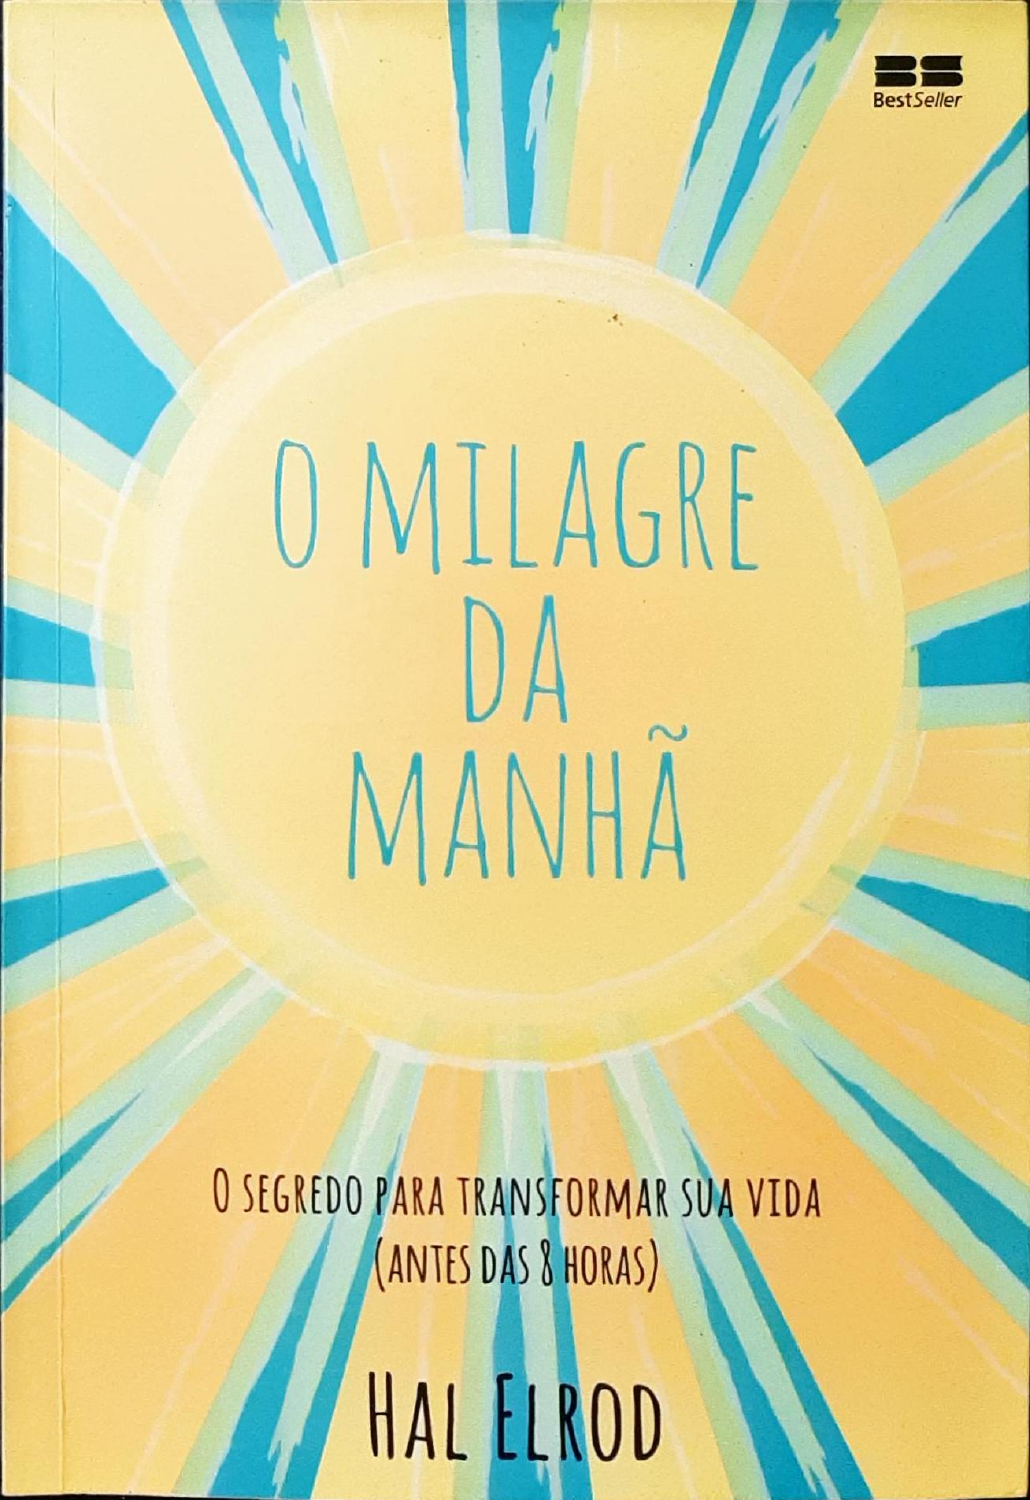 BS
BestSeller
O MILAGRE
DA
MANHÃ
O SEGREDO PARA TRANSFORMAR SUA VIDA
(ANTES DAS 8 HORAS)
HAL ELROD